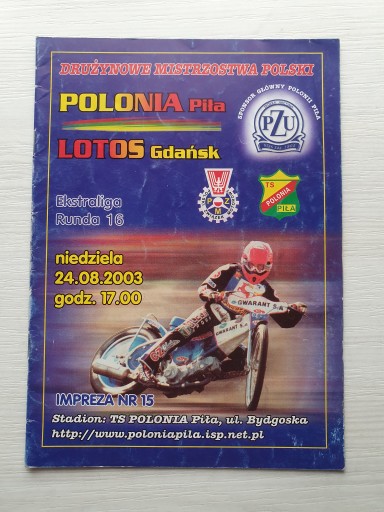 DRUŻYNOWE MISTRZOSTWA POLSKI
POLONIA Piła
LOTOS Gdańsk
SPONSOR GŁÓWNY POLONII PIŁA
PZU
Ekstraliga
Runda 16
PZM
TS
POLONIA
PIŁA
niedziela
24.08.2003
godz. 17.00
GWARANT S.A.
GWARANT S.A.
IMPREZA NR 15
Stadion: TS POLONIA Piła, ul. Bydgoska
http://www.poloniapila.isp.net.pl